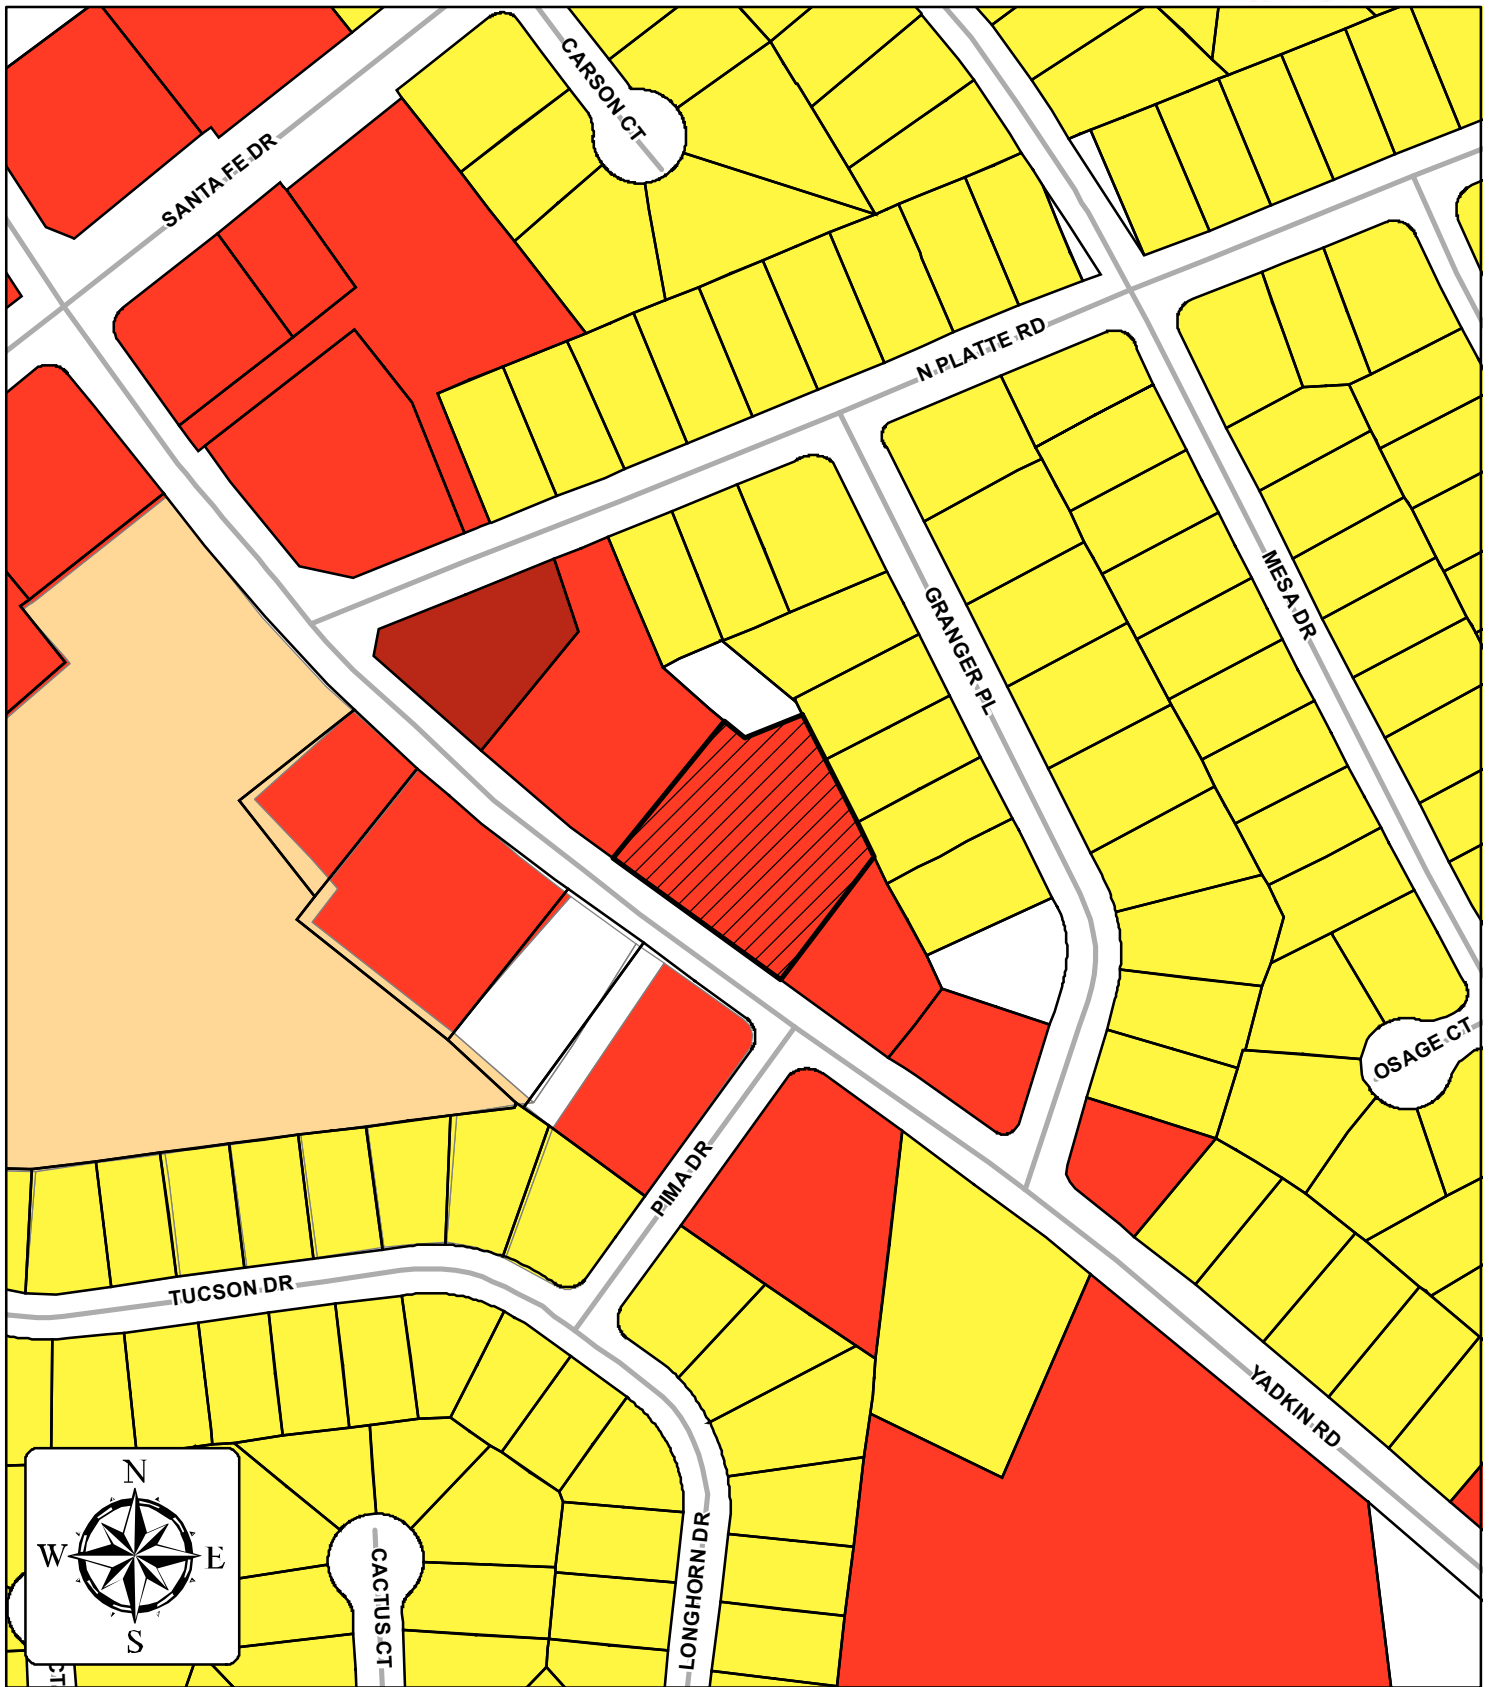 CARSON CT
SANTA FE DR
N PLATTE RD
MESA DR
GRANGER PL
OSAGE CT
PIMA DR
TUCSON DR
YADKIN RD
LONGHORN DR
CACTUS CT
N
W E
S
CT